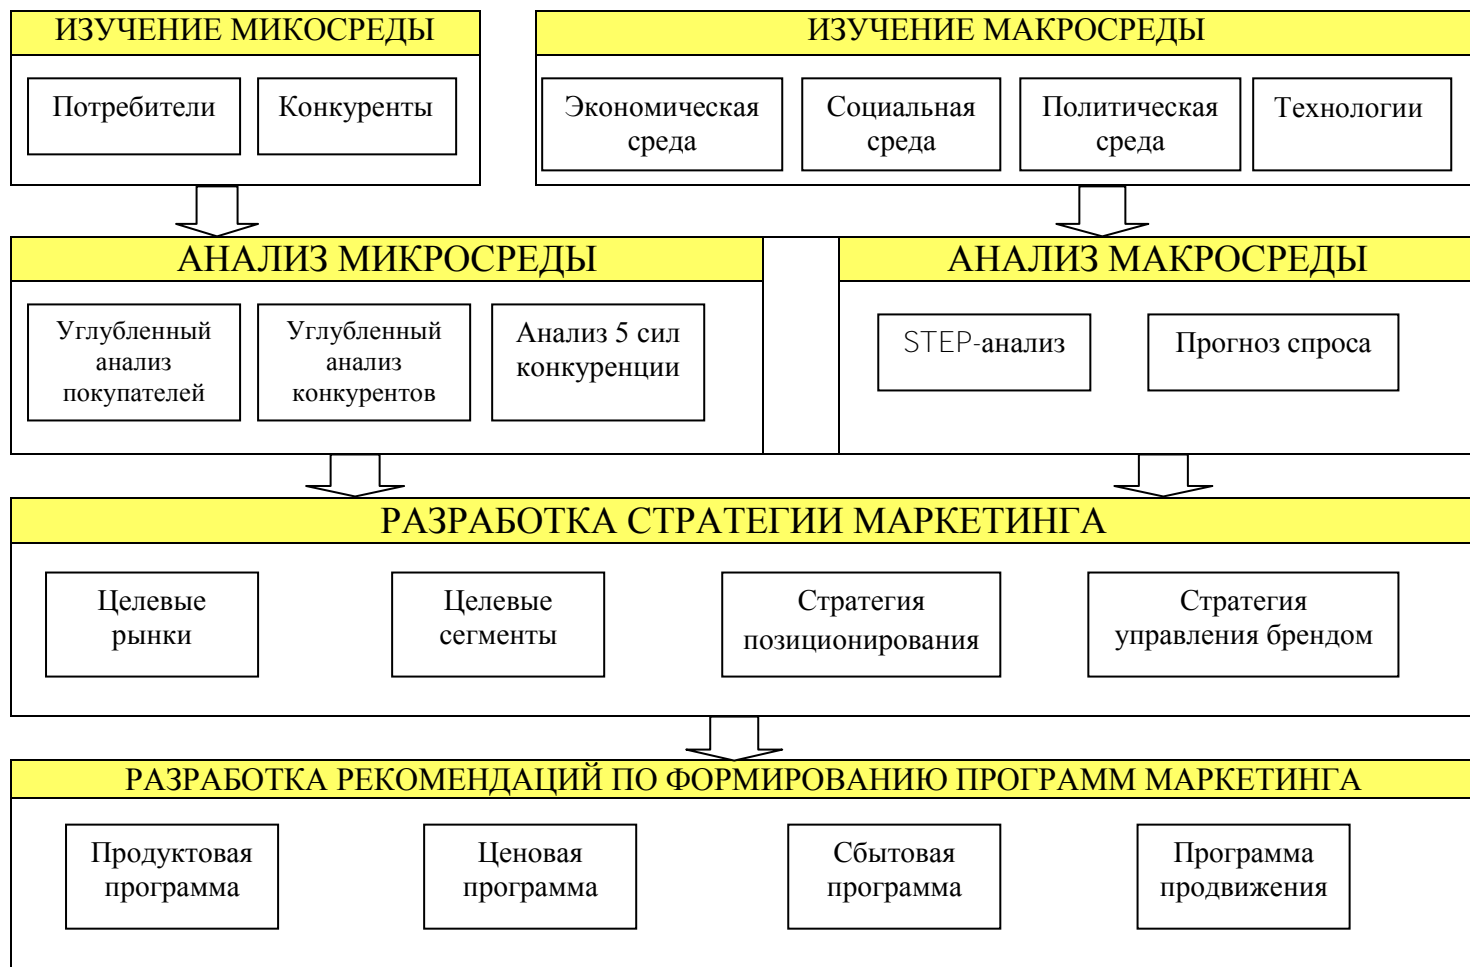 ИЗУЧЕНИЕ МИКОСРЕДЫ
Потребители
Конкуренты
ИЗУЧЕНИЕ МАКРОСРЕДЫ
Экономическая
среда
Социальная
среда
Политическая
среда
Технологии
АНАЛИЗ МИКРОСРЕДЫ
Углубленный
анализ
покупателей
Углубленный
анализ
конкурентов
Анализ 5 сил
конкуренции
АНАЛИЗ МАКРОСРЕДЫ
STEP-анализ
Прогноз спроса
РАЗРАБОТКА СТРАТЕГИИ МАРКЕТИНГА
Целевые
рынки
Целевые
сегменты
Стратегия
позиционирования
Стратегия
управления брендом
РАЗРАБОТКА РЕКОМЕНДАЦИЙ ПО ФОРМИРОВАНИЮ ПРОГРАММ МАРКЕТИНГА
Продуктовая
программа
Ценовая
программа
Сбытовая
программа
Программа
продвижения